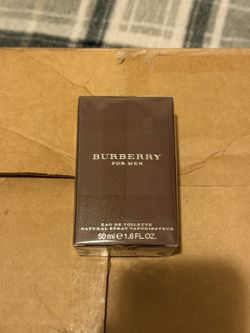 BURBERRY
FOR MEN
EAU DE TOILETTE
NATURAL SPRAY VAPORISATEUR
50 ml ℮ 1.6 FL.OZ.